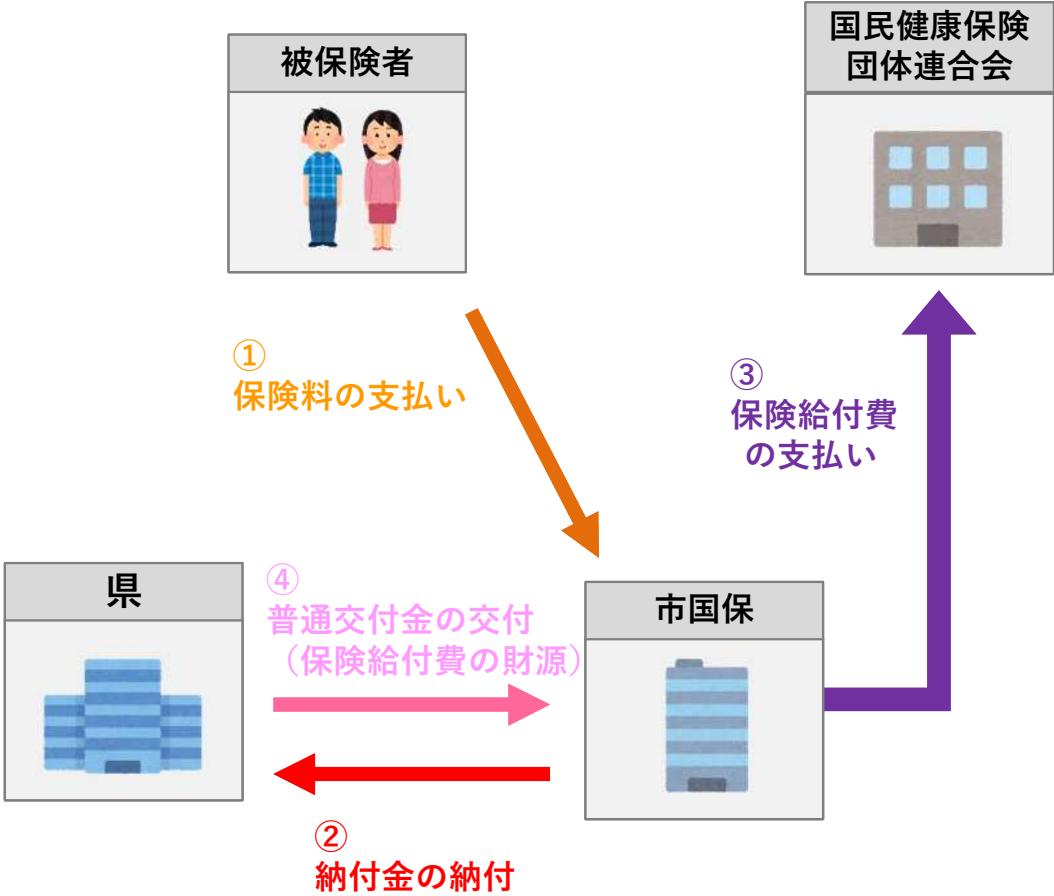 被保険者
国民健康保険
団体連合会
①
保険料の支払い
③
保険給付費
の支払い
県
④
普通交付金の交付
（保険給付費の財源）
市国保
②
納付金の納付